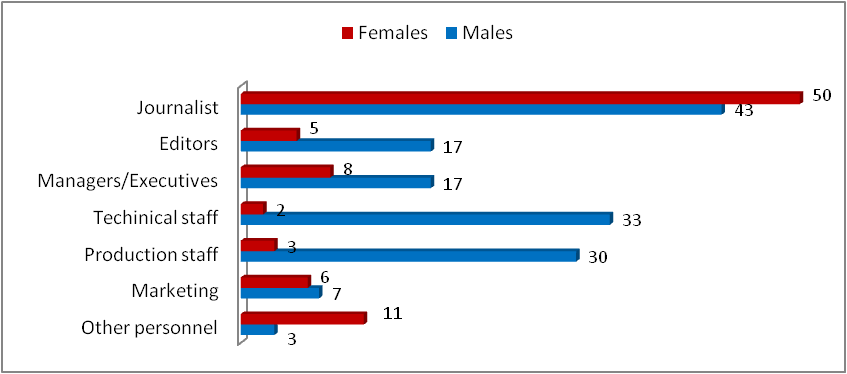 Females Males
Journalist 50
43
Editors 5
17
Managers/Executives 8
17
Techinical staff 2
33
Production staff 3
30
Marketing 6
7
Other personnel 11
3